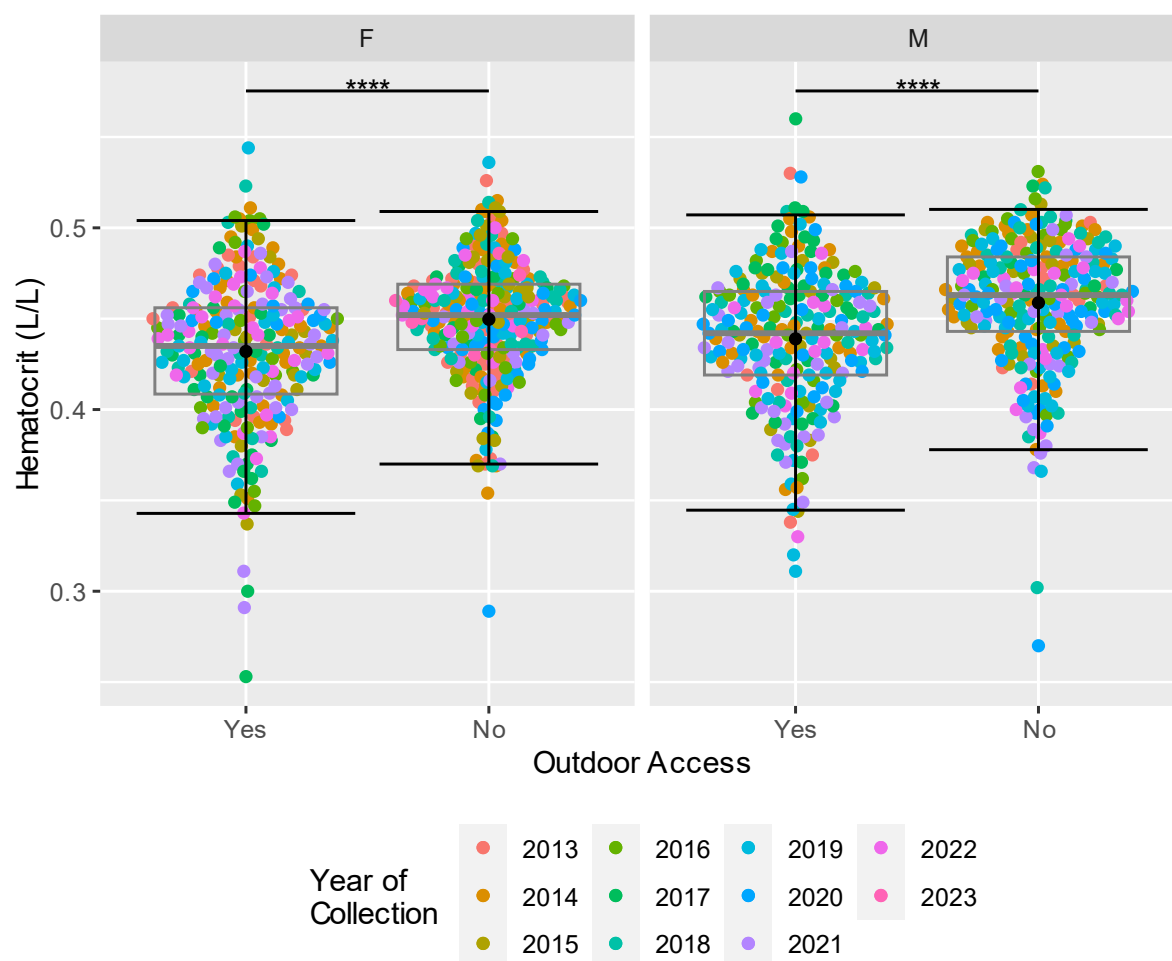 F
M
****
****
0.5
0.4
0.3
Hematocrit (L/L)
Yes
No
Yes
No
Outdoor Access
Year of
Collection
2013
2016
2019
2022
2014
2017
2020
2023
2015
2018
2021